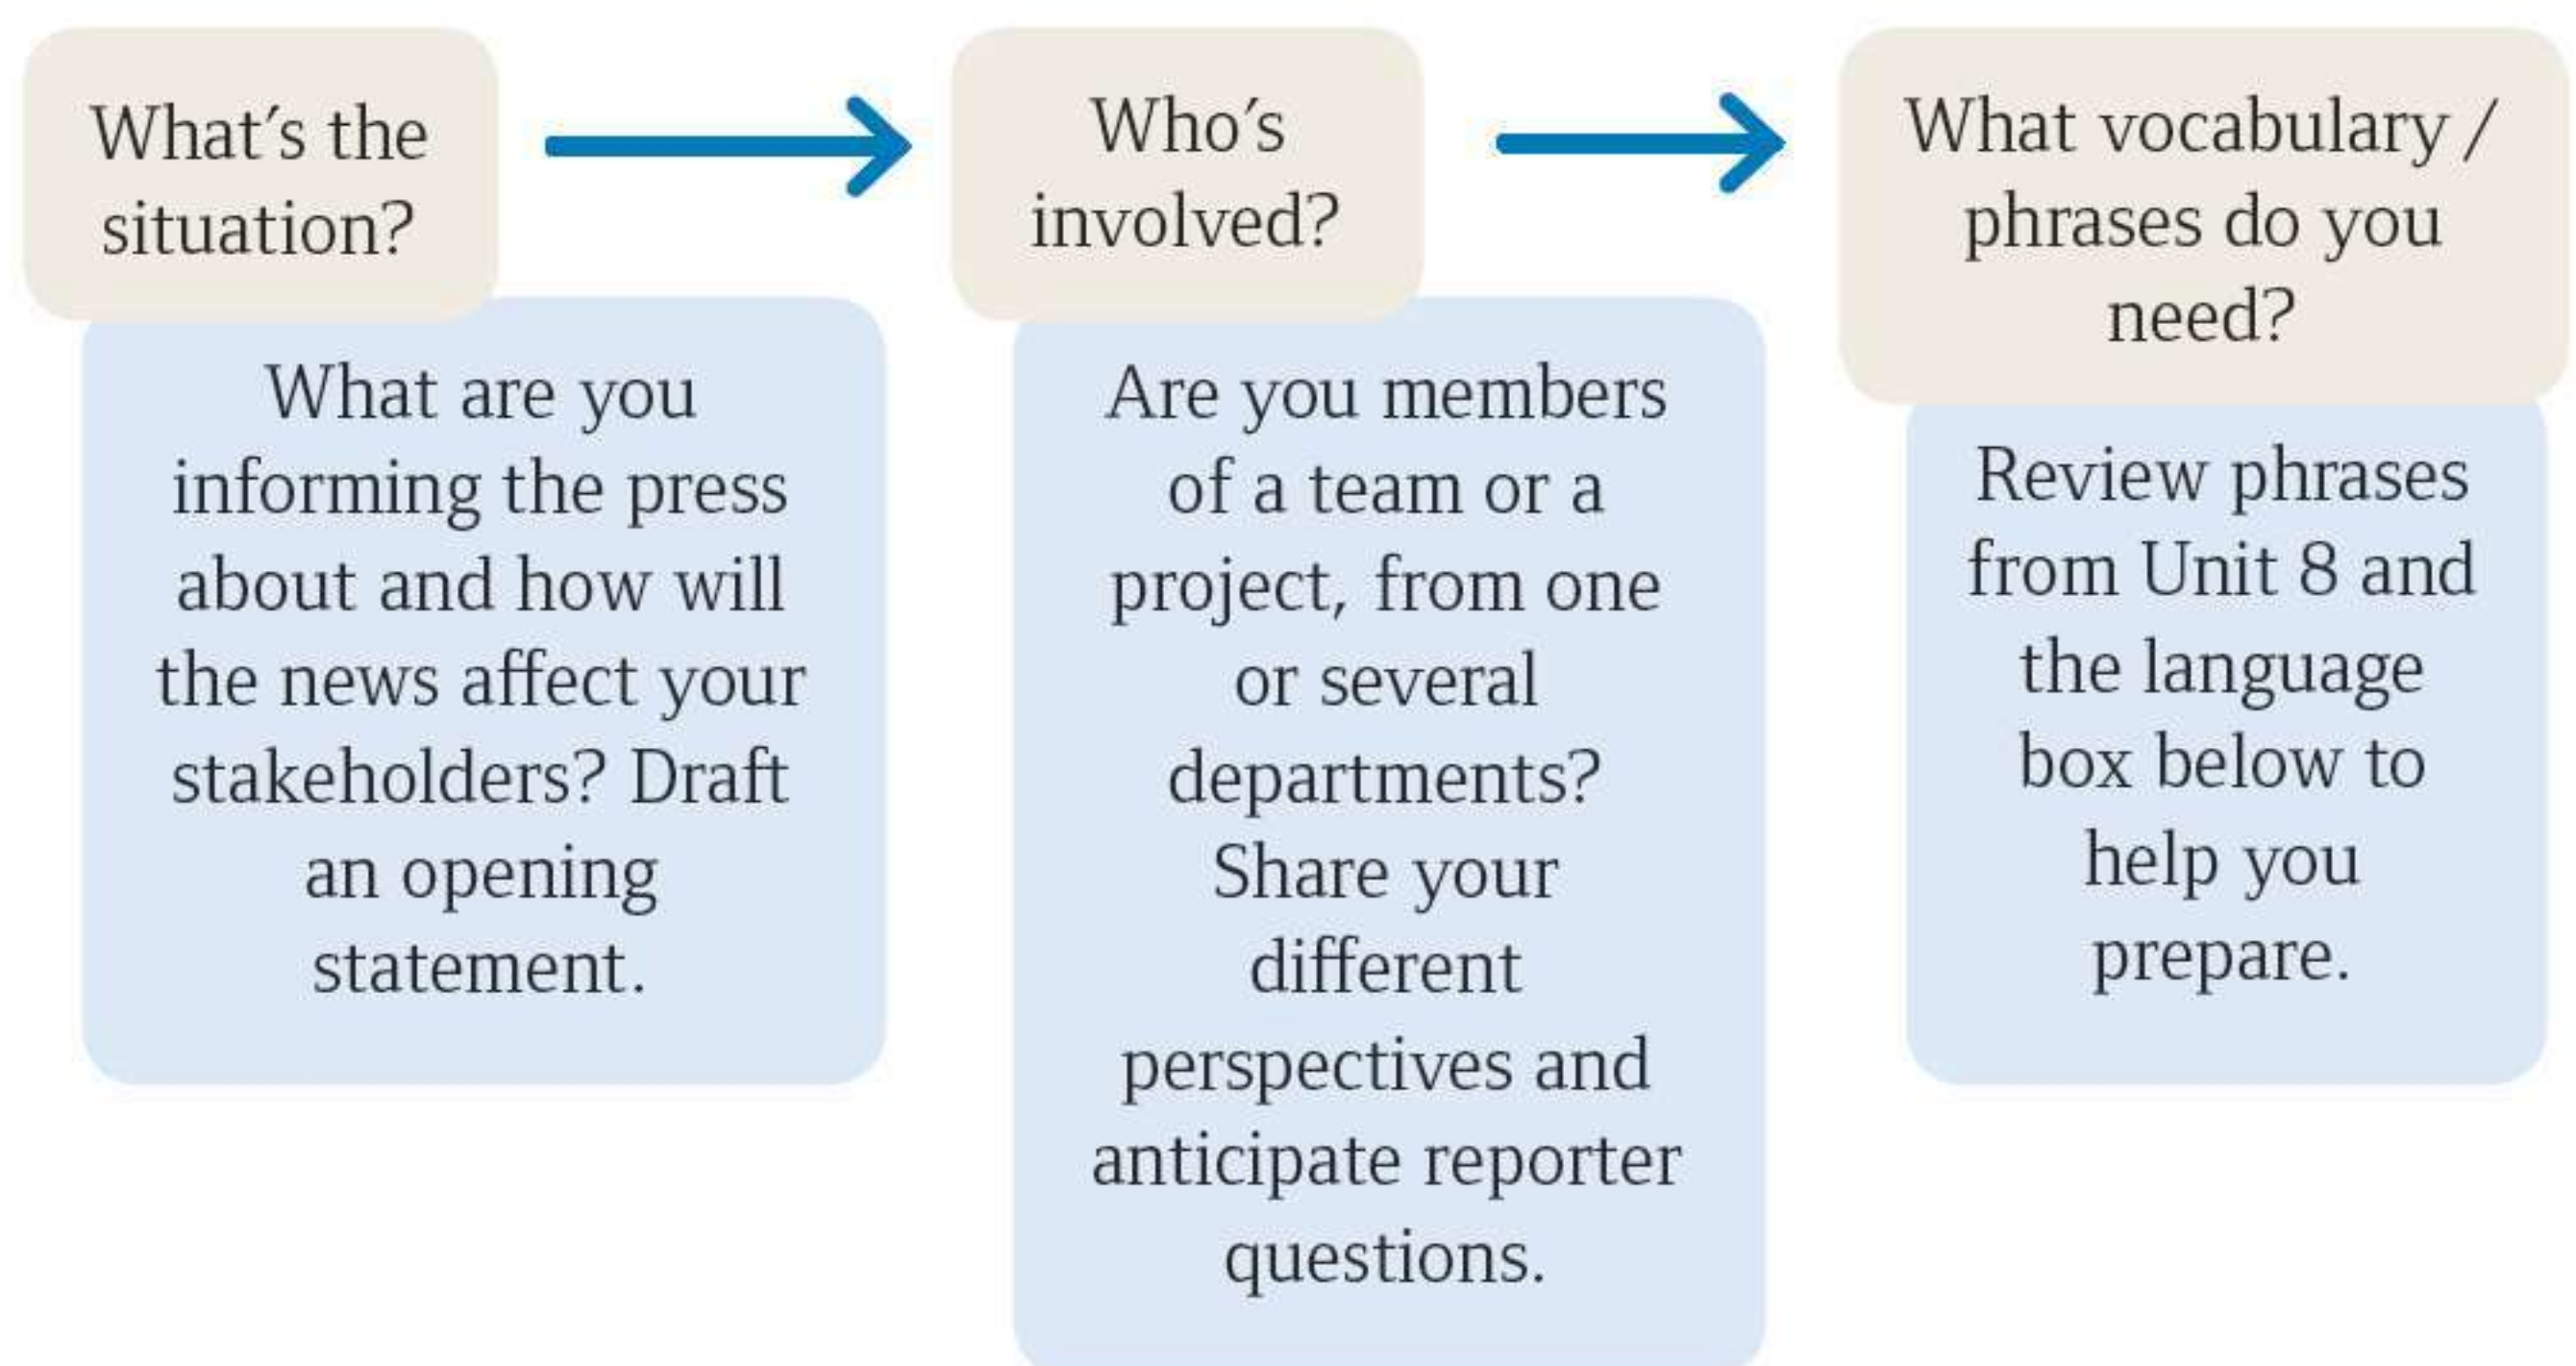 What's the
situation?
What are you
informing the press
about and how will
the news affect your
stakeholders? Draft
an opening
statement.
Who's
involved?
Are you members
of a team or a
project, from one
or several
departments?
Share your
different
perspectives and
anticipate reporter
questions.
What vocabulary /
phrases do you
need?
Review phrases
from Unit 8 and
the language
box below to
help you
prepare.